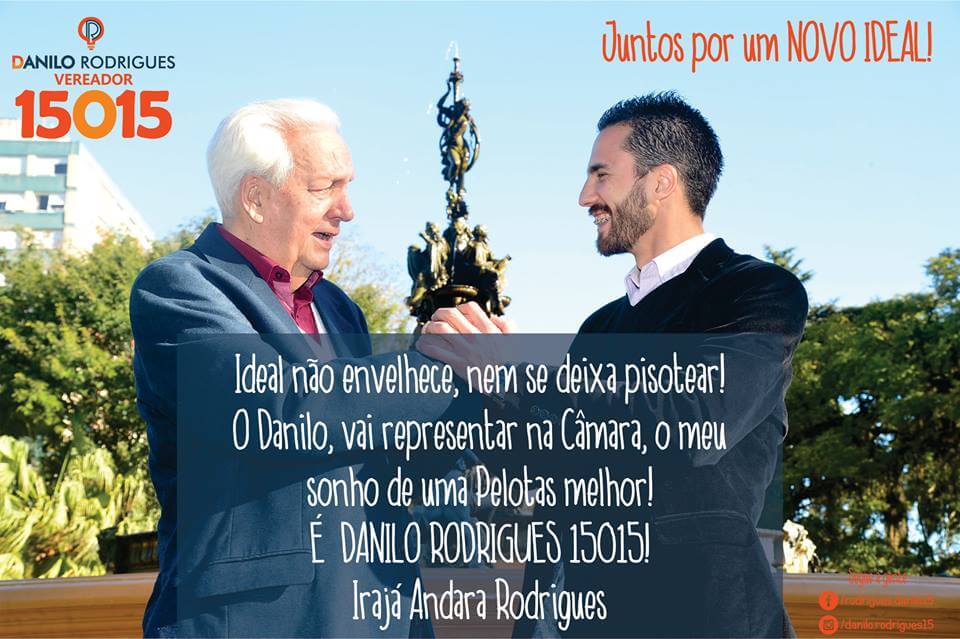 DANILO RODRIGUES
VEREADOR
15015
Juntos por um NOVO IDEAL!
Ideal não envelhece, nem se deixa pisotear!
O Danilo, vai representar na Câmara, o meu
sonho de uma Pelotas melhor!
É DANILO RODRIGUES 15015!
Irajá Andara Rodrigues
/danilo.rodrigues15